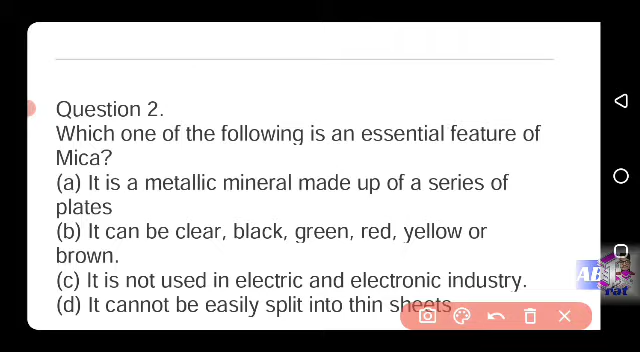 Question 2.
Which one of the following is an essential feature of
Mica?
(a) It is a metallic mineral made up of a series of
plates
(b) It can be clear, black, green, red, yellow or
brown.
(c) It is not used in electric and electronic industry.
(d) It cannot be easily split into thin sheets